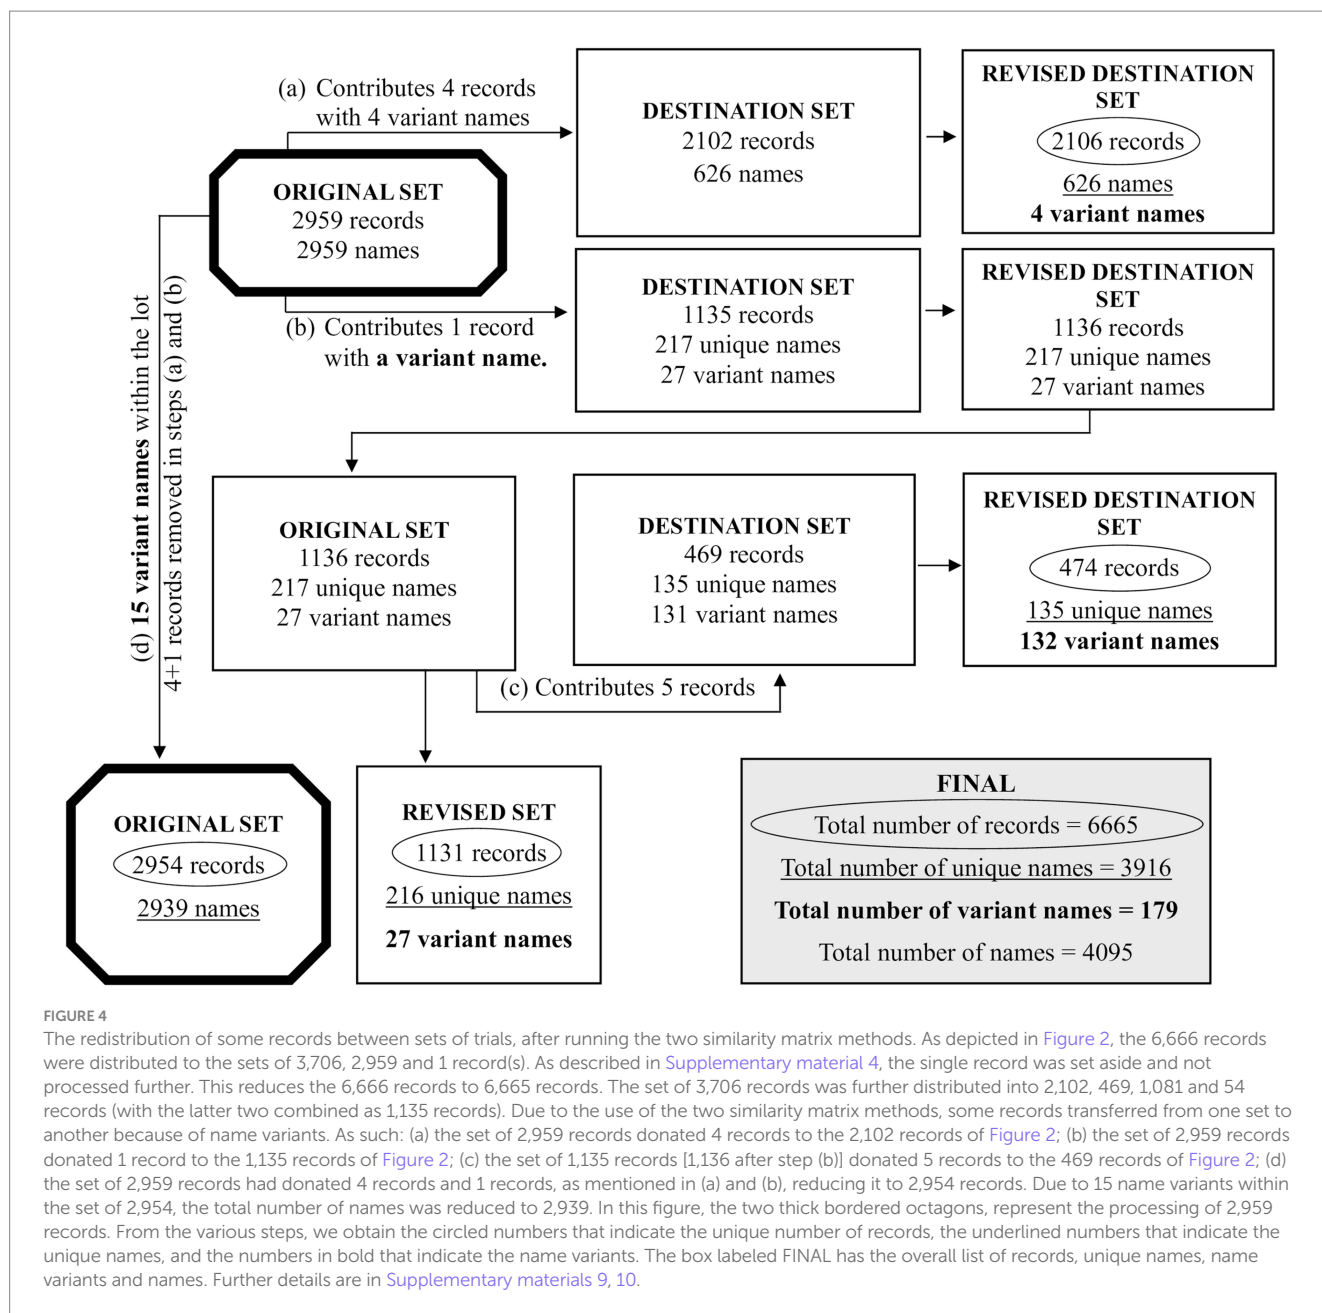 (a) Contributes 4 records
with 4 variant names
DESTINATION SET
2102 records
626 names
REVISED DESTINATION
SET
2106 records
626 names
4 variant names
ORIGINAL SET
2959 records
2959 names
(b) Contributes 1 record
with a variant name.
DESTINATION SET
1135 records
217 unique names
27 variant names
REVISED DESTINATION
SET
1136 records
217 unique names
27 variant names
(d) 15 variant names within the lot
4+1 records removed in steps (a) and (b)
ORIGINAL SET
1136 records
217 unique names
27 variant names
DESTINATION SET
469 records
135 unique names
131 variant names
REVISED DESTINATION
SET
474 records
135 unique names
132 variant names
(c) Contributes 5 records
ORIGINAL SET
2954 records
2939 names
REVISED SET
1131 records
216 unique names
27 variant names
FINAL
Total number of records = 6665
Total number of unique names = 3916
Total number of variant names = 179
Total number of names = 4095
FIGURE 4
The redistribution of some records between sets of trials, after running the two similarity matrix methods. As depicted in Figure 2, the 6,666 records
were distributed to the sets of 3,706, 2,959 and 1 record(s). As described in Supplementary material 4, the single record was set aside and not
processed further. This reduces the 6,666 records to 6,665 records. The set of 3,706 records was further distributed into 2,102, 469, 1,081 and 54
records (with the latter two combined as 1,135 records). Due to the use of the two similarity matrix methods, some records transferred from one set to
another because of name variants. As such: (a) the set of 2,959 records donated 4 records to the 2,102 records of Figure 2; (b) the set of 2,959 records
donated 1 record to the 1,135 records of Figure 2; (c) the set of 1,135 records [1,136 after step (b)] donated 5 records to the 469 records of Figure 2; (d)
the set of 2,959 records had donated 4 records and 1 records, as mentioned in (a) and (b), reducing it to 2,954 records. Due to 15 name variants within
the set of 2,954, the total number of names was reduced to 2,939. In this figure, the two thick bordered octagons, represent the processing of 2,959
records. From the various steps, we obtain the circled numbers that indicate the unique number of records, the underlined numbers that indicate the
unique names, and the numbers in bold that indicate the name variants. The box labeled FINAL has the overall list of records, unique names, name
variants and names. Further details are in Supplementary materials 9, 10.